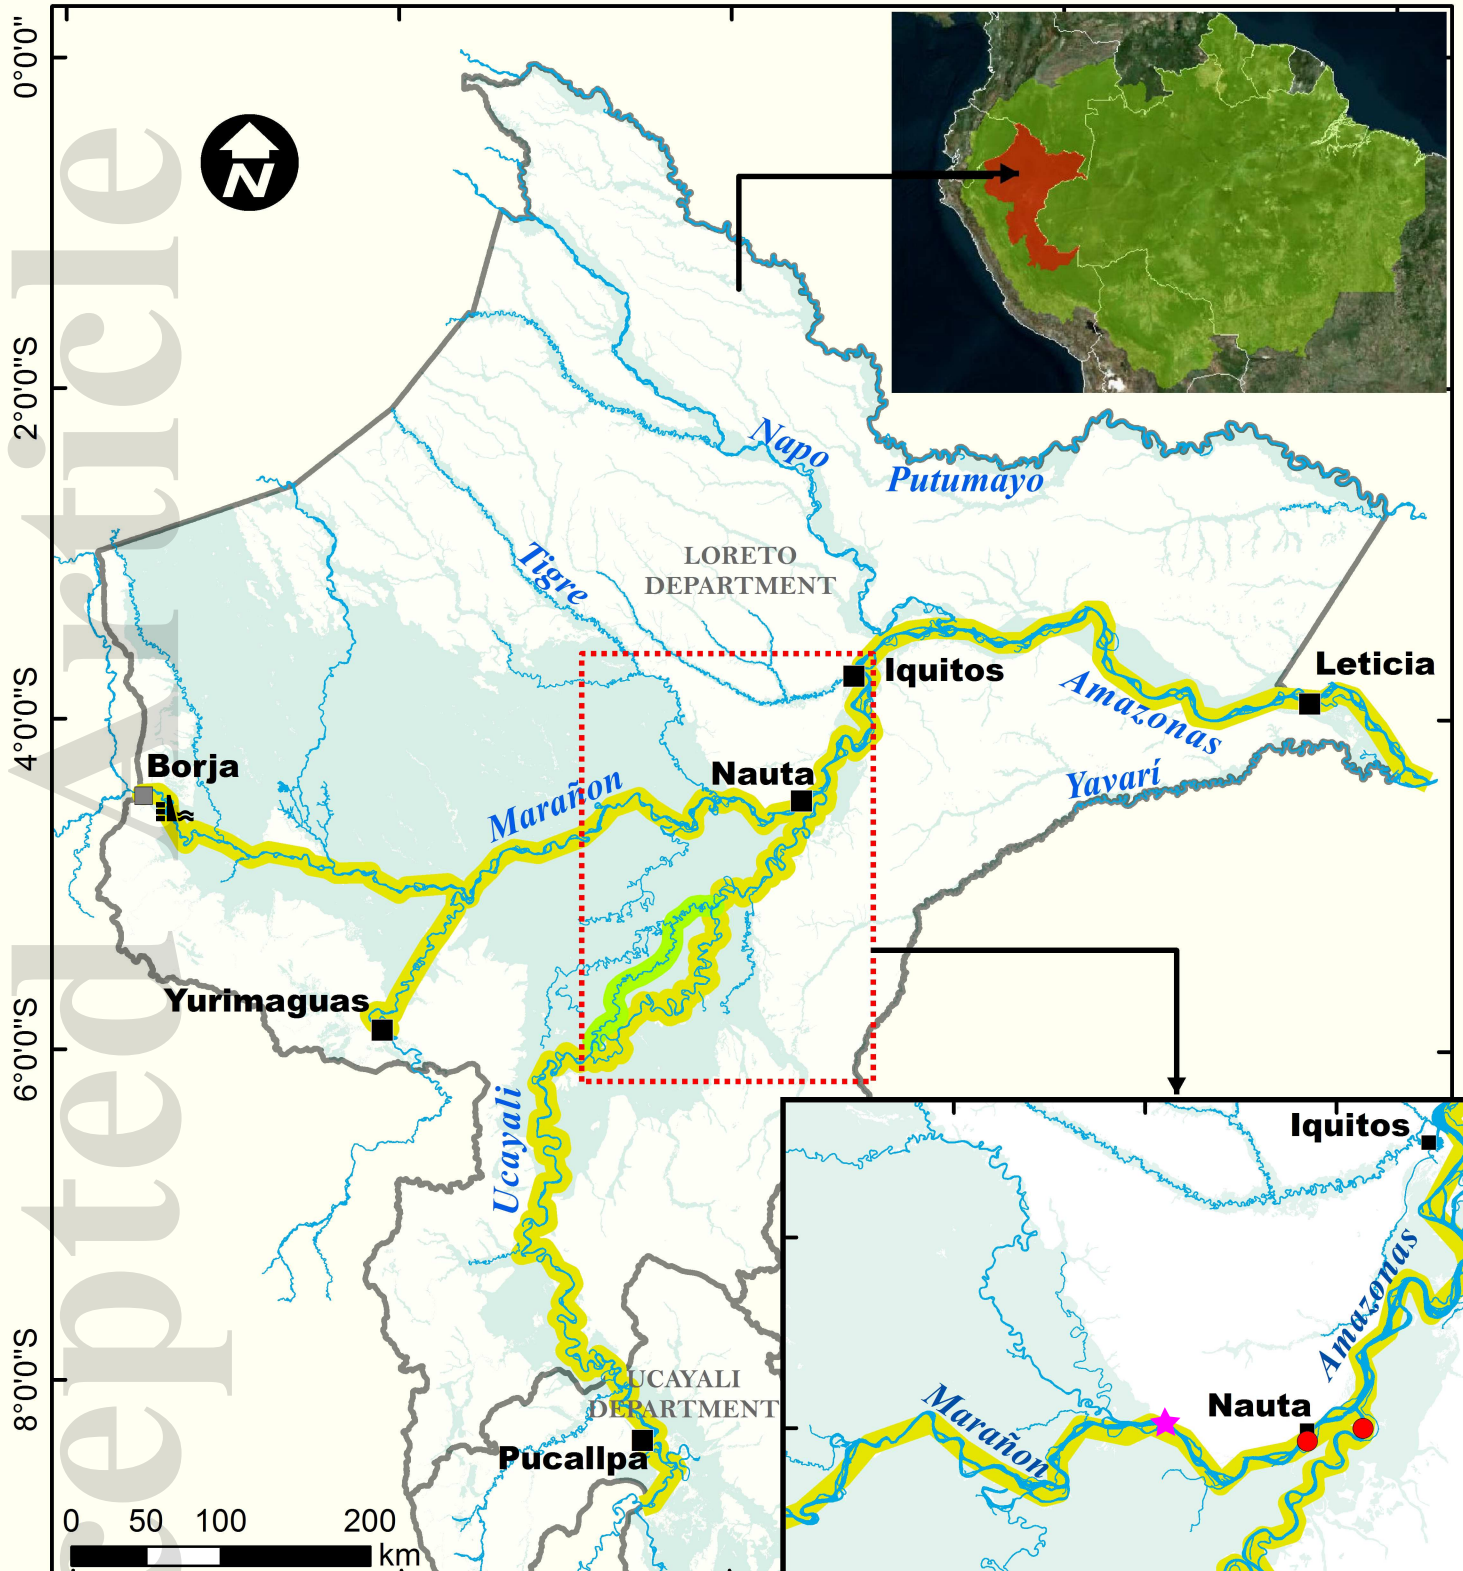 0°0'0"
2°0'0"S
4°0'0"S
6°0'0"S
8°0'0"S
N
Napo
Putumayo
LORETO
DEPARTMENT
Tigre
Iquitos
Leticia
Amazonas
Borja
Nauta
Yavarí
Marañon
Yurimaguas
Ucayali
UCAYALI
DEPARTMENT
Pucallpa
0 50 100 200
km
Iquitos
Amazonas
Marañon
Nauta
epted Article